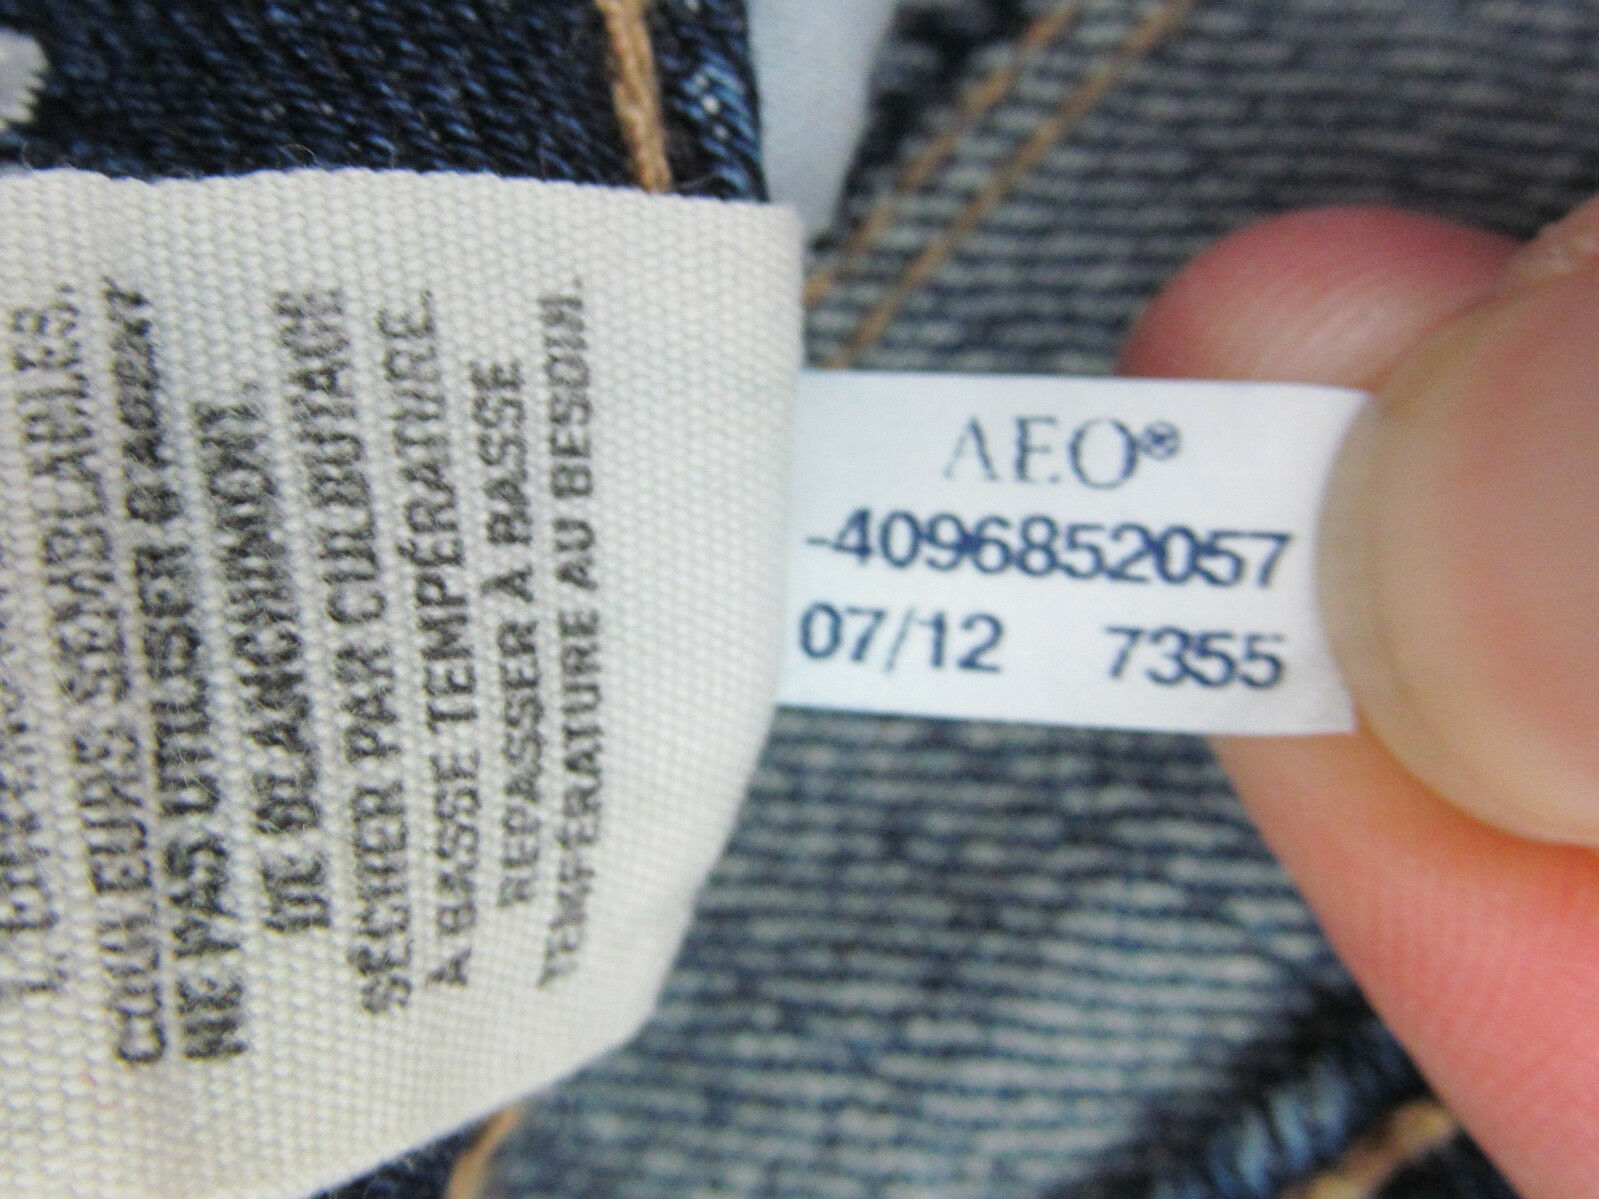 SEMBLABLES.
COULEURS
NE PAS UTILISER D'AGENT
DE BLANCHIMENT.
SÉCHER PAR CULBUTAGE
À BASSE TEMPÉRATURE.
REPASSER À BASSE
TEMPÉRATURE AU BESOIN.
AEO®
-4096852057
07/12 7355